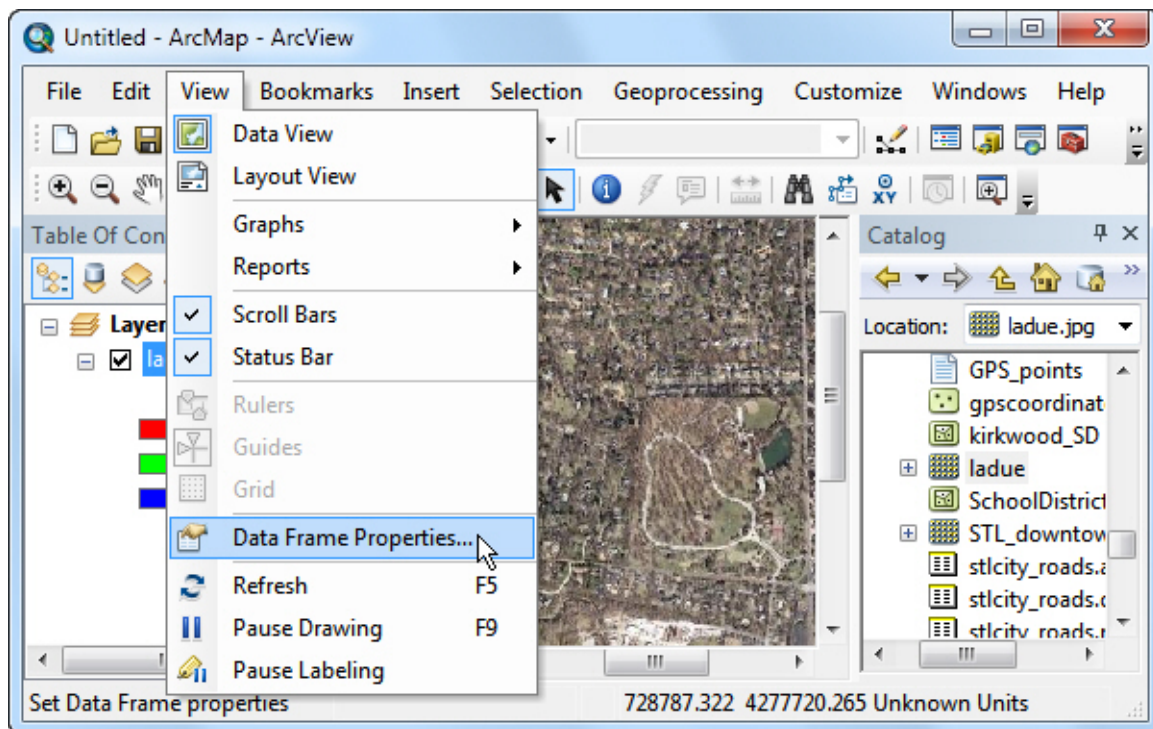 Untitled - ArcMap - ArcView
File Edit View Bookmarks Insert Selection Geoprocessing Customize Windows Help
Data View
Layout View
XY
Table Of Con
Graphs
Catalog
Reports
Layer
Location: ladue.jpg
Scroll Bars
la
Status Bar
GPS_points
gpscoordinat
Rulers
kirkwood_SD
Guides
ladue
Grid
SchoolDistrict
Data Frame Properties...
STL_downtow
stlcity_roads.a
Refresh F5
stlcity_roads.
Pause Drawing F9
stlcity_roads.
Pause Labeling
Set Data Frame properties 728787.322 4277720.265 Unknown Units